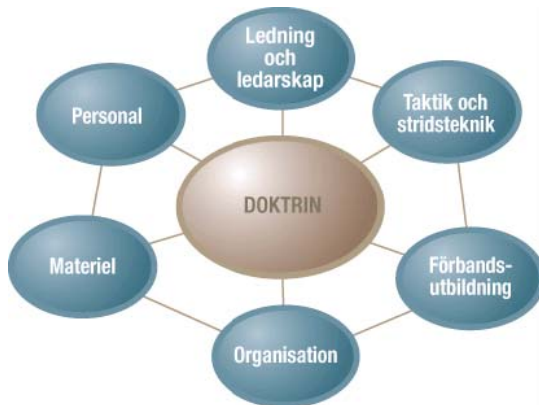 Ledning
och
ledarskap
Personal
Taktik och
stridsteknik
DOKTRIN
Materiel
Förbands-
utbildning
Organisation